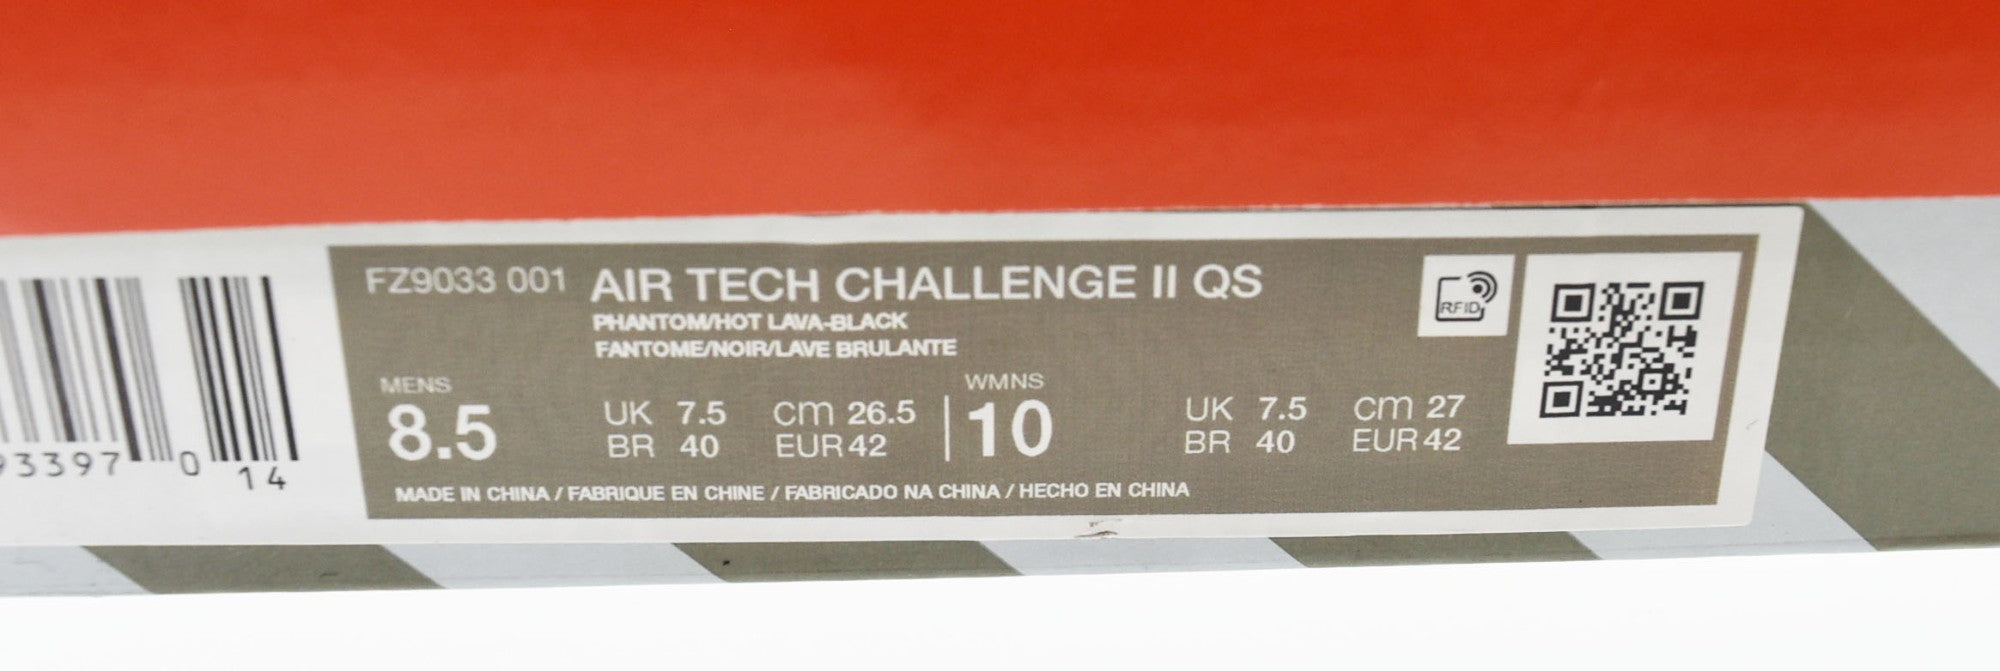 FZ9033 001 AIR TECH CHALLENGE II QS
PHANTOM/HOT LAVA-BLACK
FANTOME/NOIR/LAVE BRULANTE
RFID
MENS
8.5
UK 7.5 cm 26.5
BR 40 EUR 42
WMNS
10
UK 7.5 cm 27
BR 40 EUR 42
MADE IN CHINA / FABRIQUE EN CHINE / FABRICADO NA CHINA / HECHO EN CHINA
93397 0 14